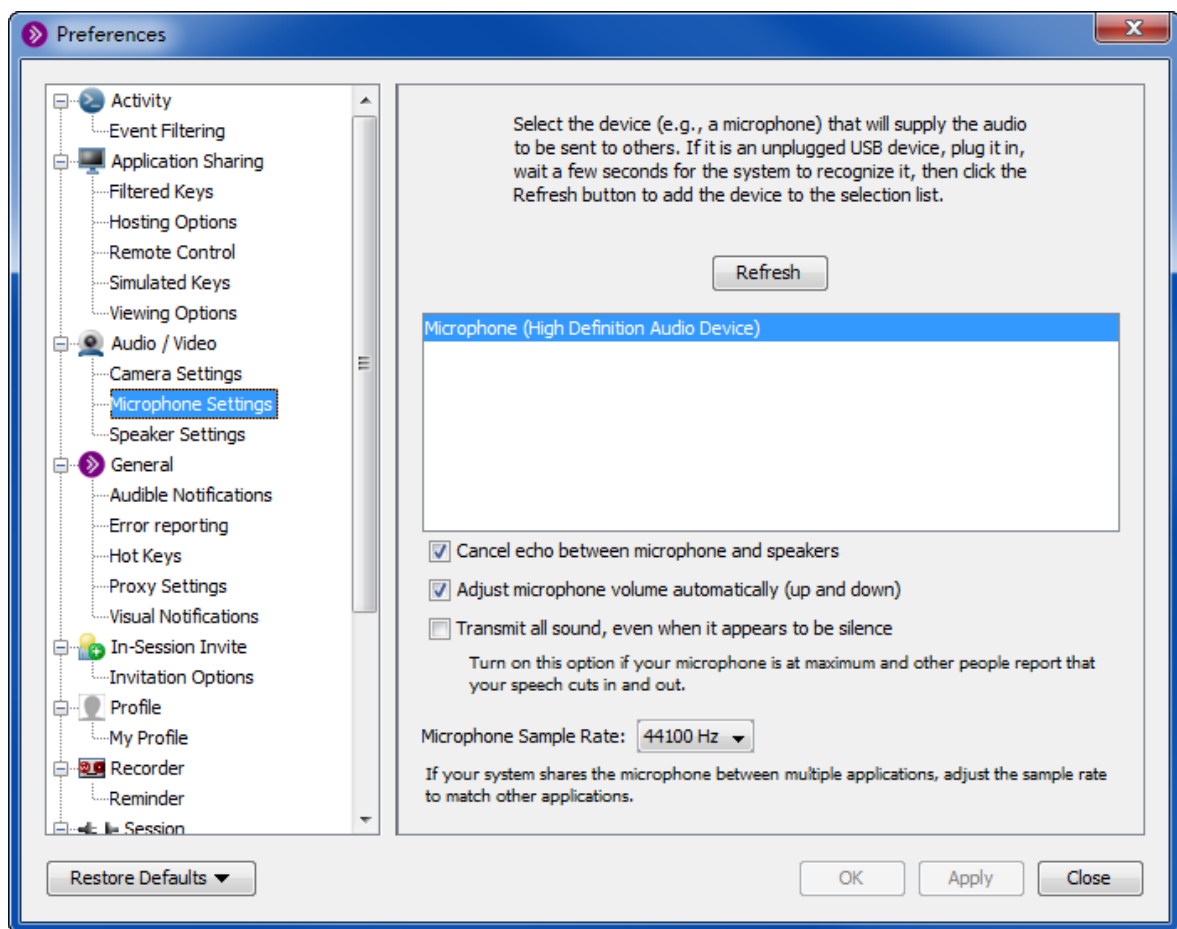 Preferences
Activity
Event Filtering
Application Sharing
Filtered Keys
Hosting Options
Remote Control
Simulated Keys
Viewing Options
Audio / Video
Camera Settings
Microphone Settings
Speaker Settings
General
Audible Notifications
Error reporting
Hot Keys
Proxy Settings
Visual Notifications
In-Session Invite
Invitation Options
Profile
My Profile
Recorder
Reminder
Session
Select the device (e.g., a microphone) that will supply the audio
to be sent to others. If it is an unplugged USB device, plug it in,
wait a few seconds for the system to recognize it, then click the
Refresh button to add the device to the selection list.
Refresh
Microphone (High Definition Audio Device)
Cancel echo between microphone and speakers
Adjust microphone volume automatically (up and down)
Transmit all sound, even when it appears to be silence
Turn on this option if your microphone is at maximum and other people report that
your speech cuts in and out.
Microphone Sample Rate: 44100 Hz
If your system shares the microphone between multiple applications, adjust the sample rate
to match other applications.
Restore Defaults
OK
Apply
Close